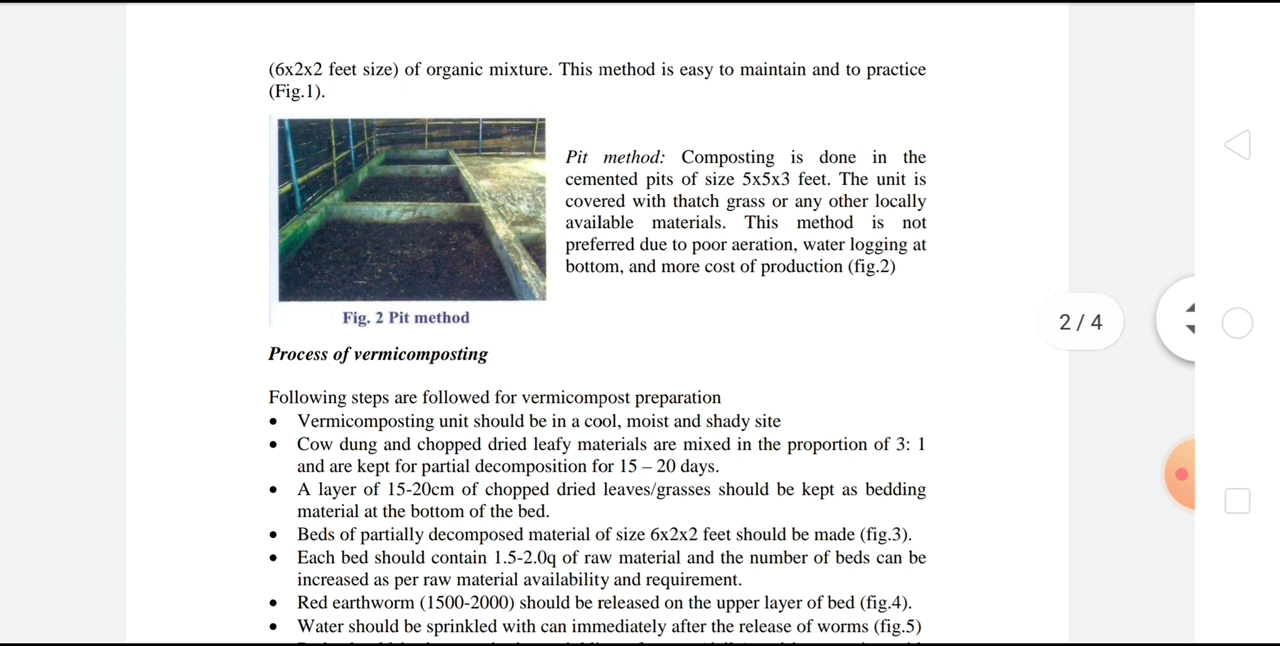 (6x2x2 feet size) of organic mixture. This method is easy to maintain and to practice
(Fig.1).
Pit method: Composting is done in the
cemented pits of size 5x5x3 feet. The unit is
covered with thatch grass or any other locally
available materials. This method is not
preferred due to poor aeration, water logging at
bottom, and more cost of production (fig.2)
Fig. 2 Pit method
2 / 4
Process of vermicomposting
Following steps are followed for vermicompost preparation
• Vermicomposting unit should be in a cool, moist and shady site
• Cow dung and chopped dried leafy materials are mixed in the proportion of 3: 1
and are kept for partial decomposition for 15 – 20 days.
• A layer of 15-20cm of chopped dried leaves/grasses should be kept as bedding
material at the bottom of the bed.
• Beds of partially decomposed material of size 6x2x2 feet should be made (fig.3).
• Each bed should contain 1.5-2.0q of raw material and the number of beds can be
increased as per raw material availability and requirement.
• Red earthworm (1500-2000) should be released on the upper layer of bed (fig.4).
• Water should be sprinkled with can immediately after the release of worms (fig.5)